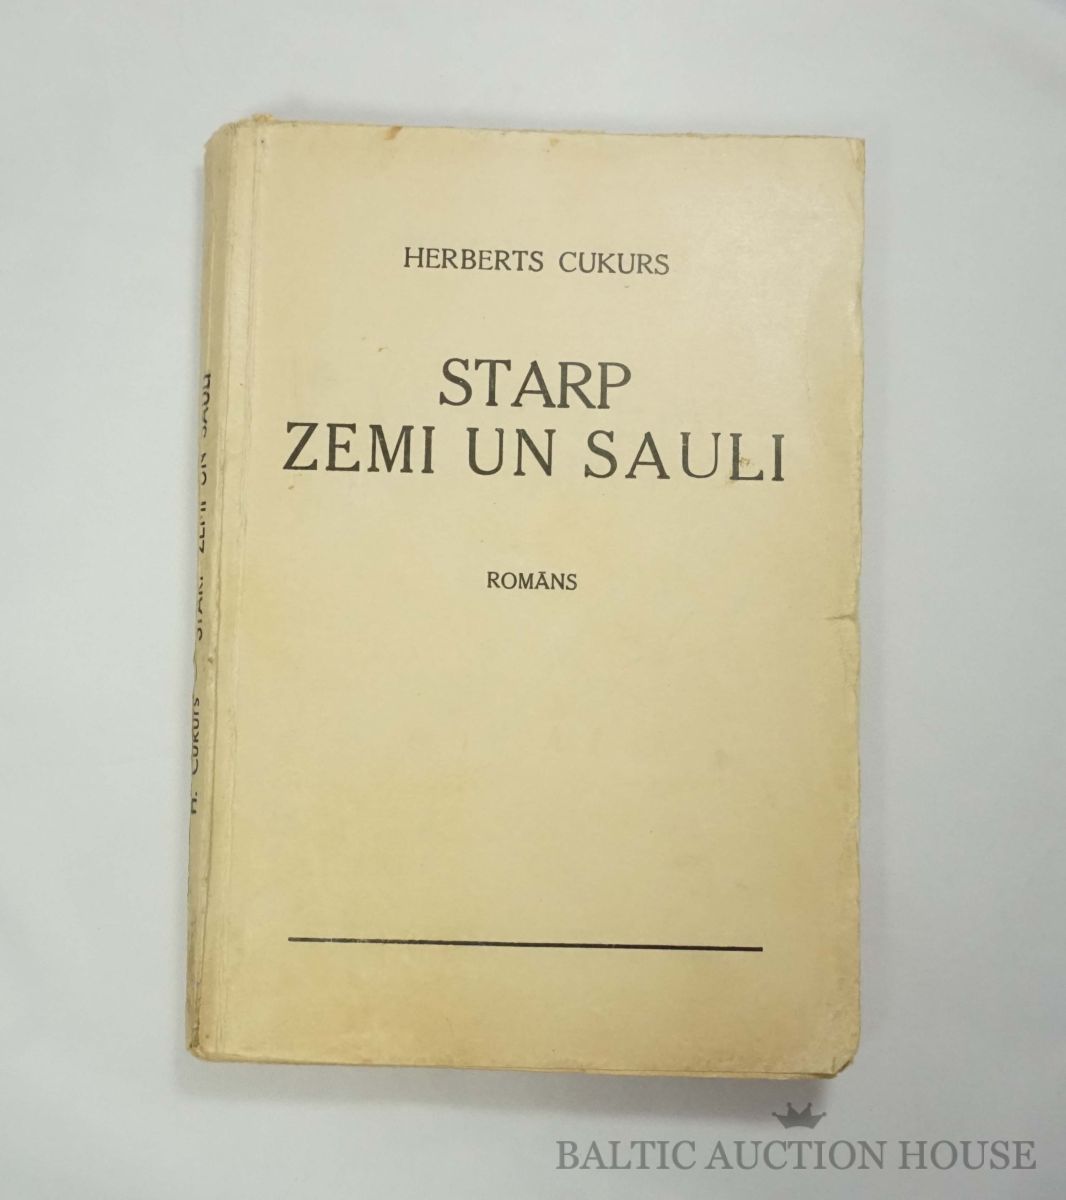 HERBERTS CUKURS
STARP
ZEMI UN SAULI
ROMĀNS
H. CUKURS STARP ZEMI UN SAULI
BALTIC AUCTION HOUSE